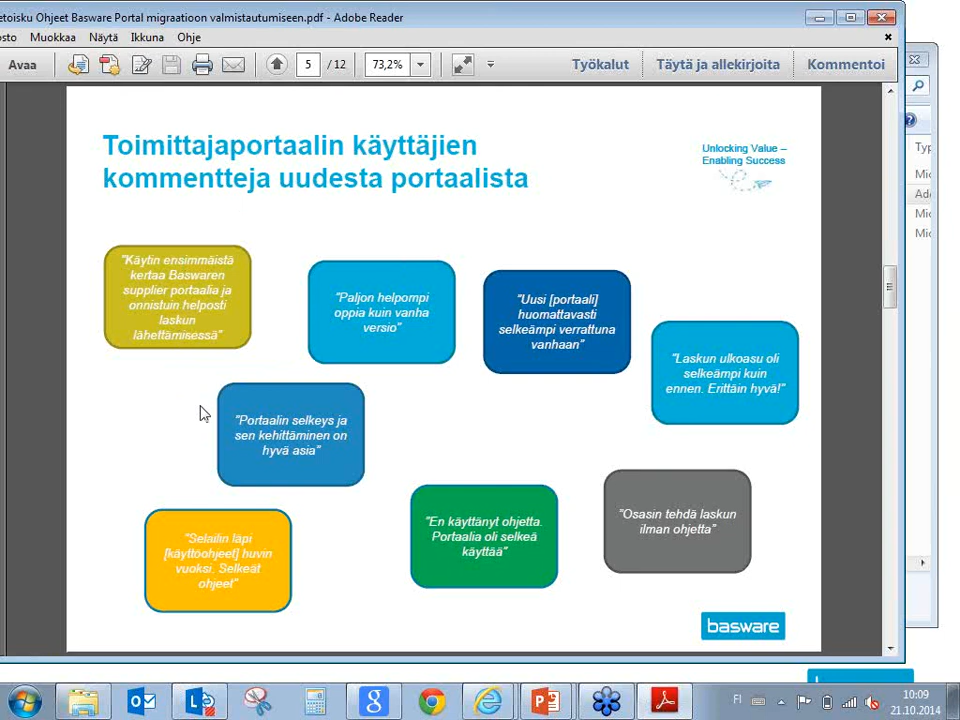 etoisku Ohjeet Basware Portal migraatioon valmistautumiseen.pdf - Adobe Reader
osto Muokkaa Näytä Ikkuna Ohje
Avaa 5 / 12 73,2% Työkalut Täytä ja allekirjoita Kommentoi
Typ
Mic
Ado
Mic
Mic
Toimittajaportaalin käyttäjien
kommentteja uudesta portaalista
Unlocking Value –
Enabling Success
"Käytin ensimmäistä
kertaa Baswaren
supplier portaalia ja
onnistuin helposti
laskun
lähettämisessä"
"Paljon helpompi
oppia kuin vanha
versio"
"Uusi [portaali]
huomattavasti
selkeämpi verrattuna
vanhaan"
"Laskun ulkoasu oli
selkeämpi kuin
ennen. Erittäin hyvä!"
"Portaalin selkeys ja
sen kehittäminen on
hyvä asia"
"Selailin läpi
[käyttöohjeet] huvin
vuoksi. Selkeät
ohjeet"
"En käyttänyt ohjetta.
Portaalia oli selkeä
käyttää"
"Osasin tehdä laskun
ilman ohjetta"
basware
FI 10:09
21.10.2014